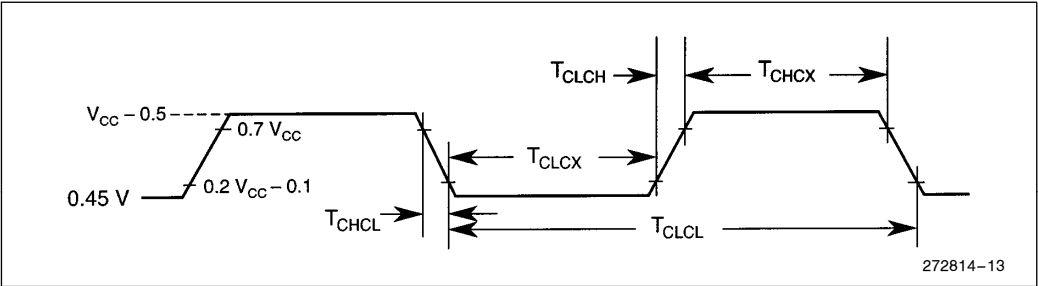 T_CLCH
T_CHCX
V_CC – 0.5
0.7 V_CC
T_CLCX
0.2 V_CC – 0.1
0.45 V
T_CHCL
T_CLCL
272814–13